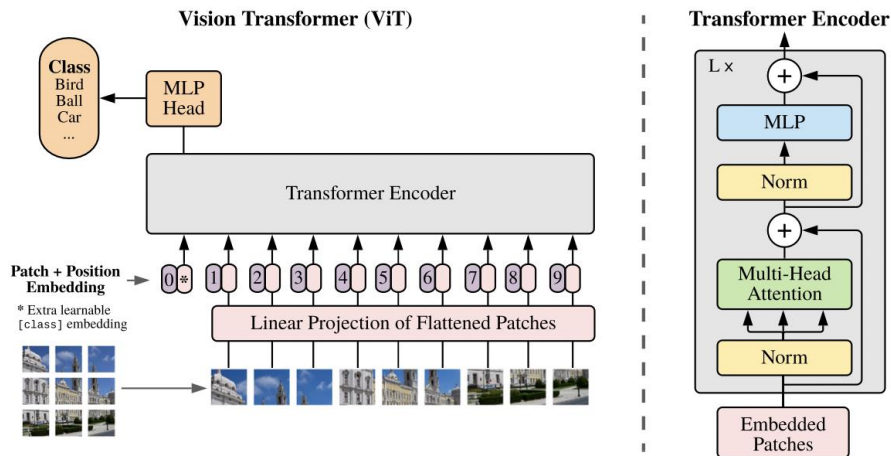 Vision Transformer (ViT)
Class
Bird
Ball
Car
...
MLP
Head
Transformer Encoder
Patch + Position
Embedding
0 * 1 2 3 4 5 6 7 8 9
* Extra learnable
[class] embedding
Linear Projection of Flattened Patches
Transformer Encoder
L x
+
MLP
Norm
+
Multi-Head
Attention
Norm
Embedded
Patches